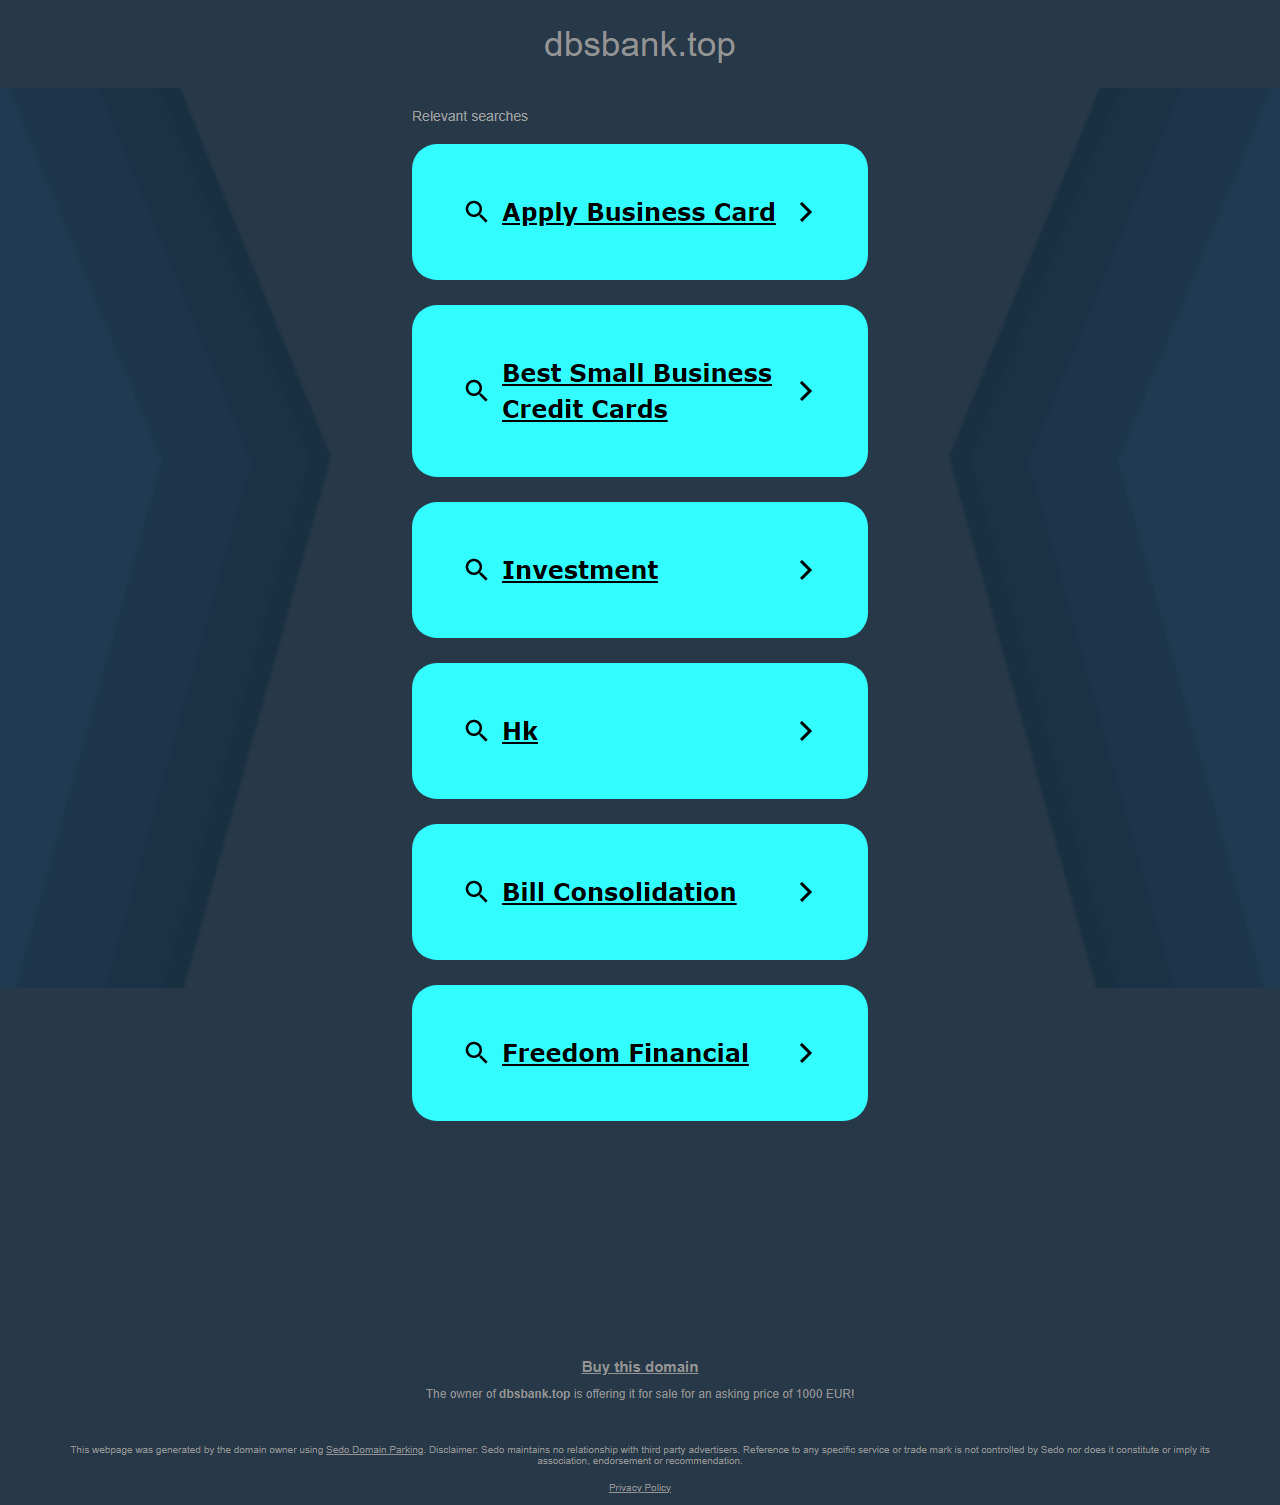 dbsbank.top
Relevant searches
Apply Business Card
Best Small Business
Credit Cards
Investment
Hk
Bill Consolidation
Freedom Financial
Buy this domain
The owner of dbsbank.top is offering it for sale for an asking price of 1000 EUR!
This webpage was generated by the domain owner using Sedo Domain Parking. Disclaimer: Sedo maintains no relationship with third party advertisers. Reference to any specific service or trade mark is not controlled by Sedo nor does it constitute or imply its
association, endorsement or recommendation.
Privacy Policy